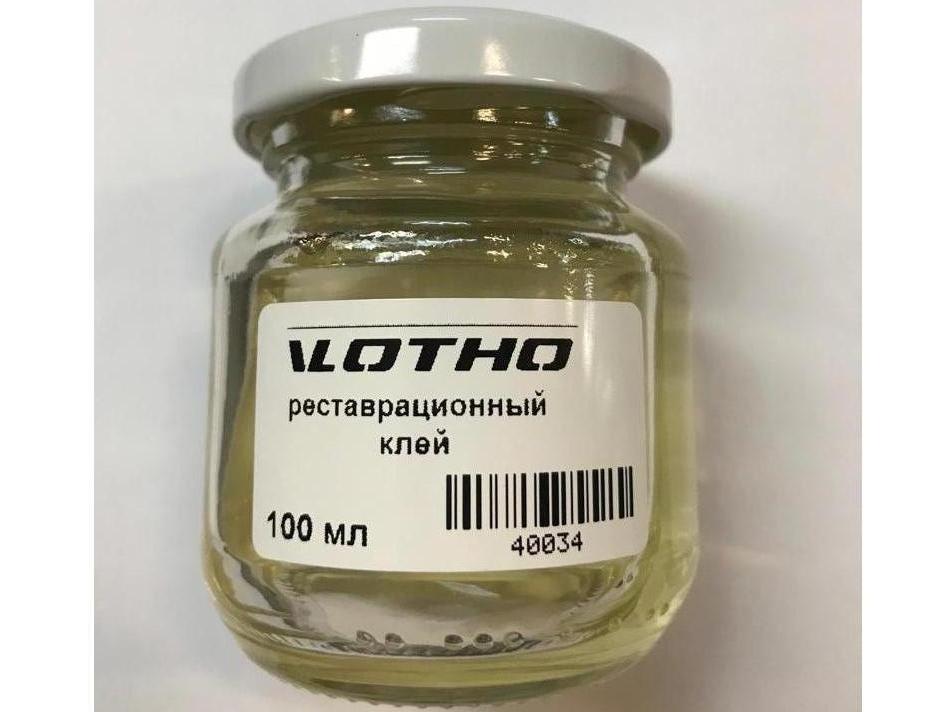 VLOTHO
реставрационный
клей
100 мл
40034